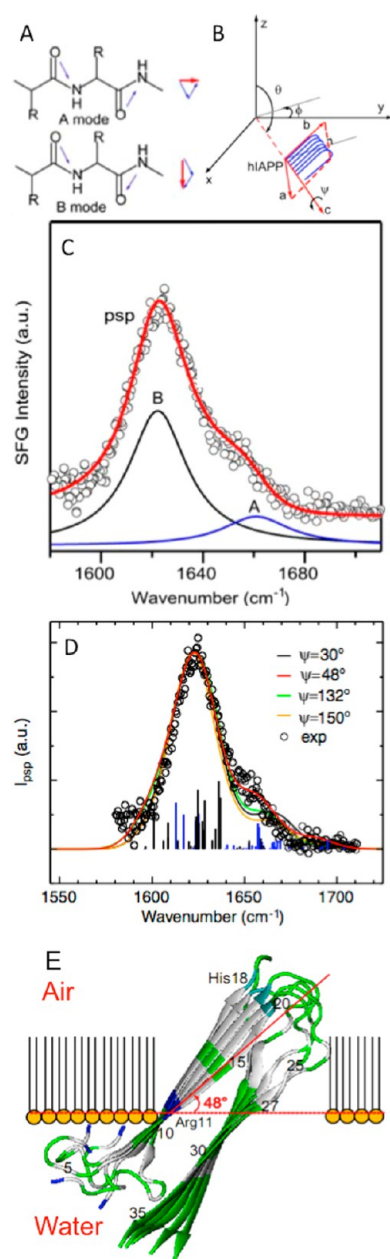 A
O
R
H
N
N
H
R
O
A mode
O
R
H
N
N
H
R
O
B mode
B
z
θ
ϕ
y
b
hIAPP
x
a
ψ
c
C
psp
B
A
SFG Intensity (a.u.)
1600 1640 1680
Wavenumber (cm⁻¹)
D
ψ=30°
ψ=48°
ψ=132°
ψ=150°
exp
I_psp (a.u.)
1550 1600 1650 1700
Wavenumber (cm⁻¹)
E
Air
His18
20
15
25
48°
27
Arg11
10
5
30
Water
35